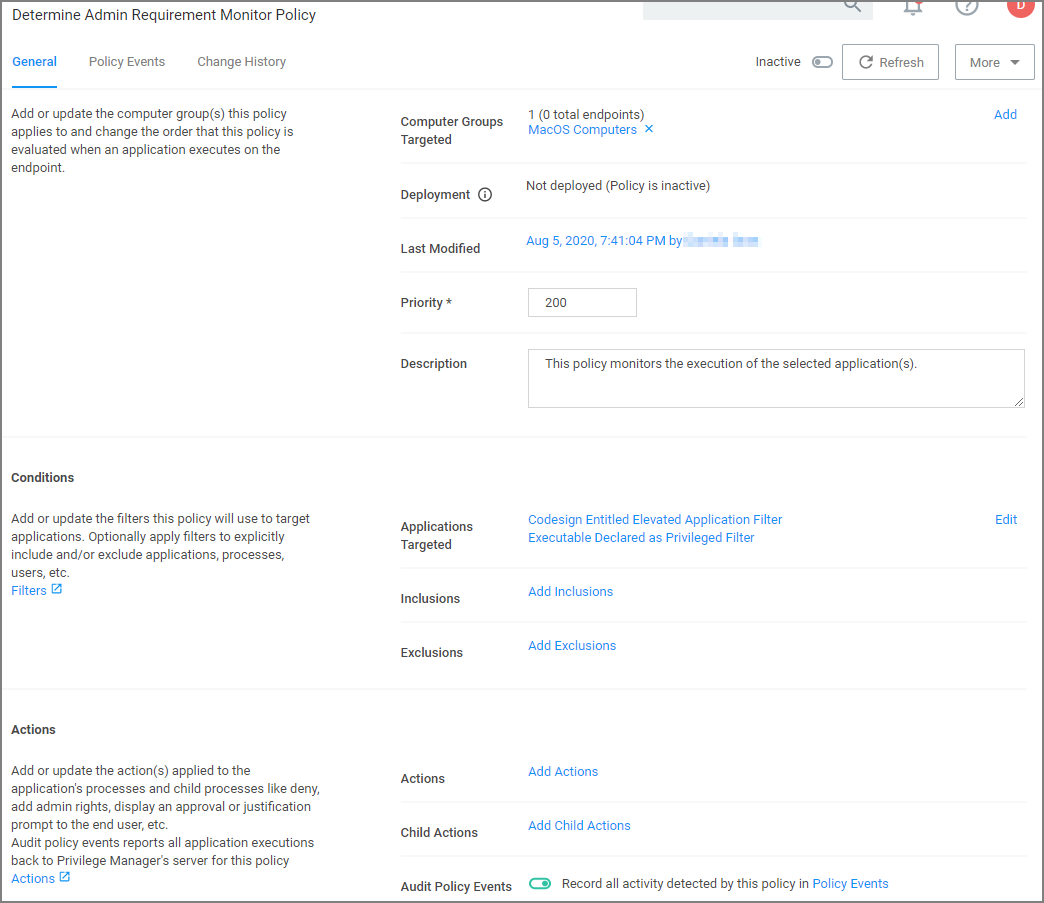 Determine Admin Requirement Monitor Policy
D
General
Policy Events
Change History
Inactive
Refresh
More
Add or update the computer group(s) this policy
applies to and change the order that this policy is
evaluated when an application executes on the
endpoint.
Computer Groups
Targeted
1 (0 total endpoints)
MacOS Computers ×
Add
Deployment
Not deployed (Policy is inactive)
Last Modified
Aug 5, 2020, 7:41:04 PM by
Priority *
200
Description
This policy monitors the execution of the selected application(s).
Conditions
Add or update the filters this policy will use to target
applications. Optionally apply filters to explicitly
include and/or exclude applications, processes,
users, etc.
Filters
Applications
Targeted
Codesign Entitled Elevated Application Filter
Executable Declared as Privileged Filter
Edit
Inclusions
Add Inclusions
Exclusions
Add Exclusions
Actions
Add or update the action(s) applied to the
application's processes and child processes like deny,
add admin rights, display an approval or justification
prompt to the end user, etc.
Audit policy events reports all application executions
back to Privilege Manager's server for this policy
Actions
Actions
Add Actions
Child Actions
Add Child Actions
Audit Policy Events
Record all activity detected by this policy in Policy Events